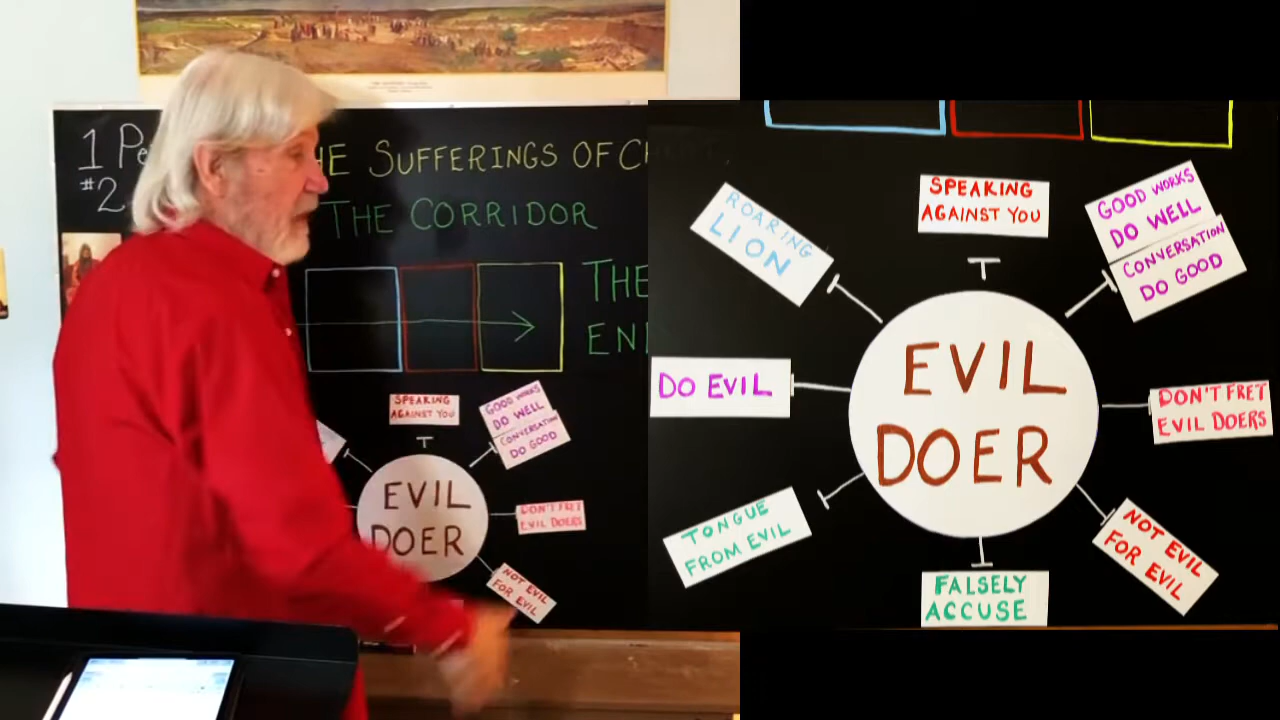 1 Pe
#2
HE SUFFERINGS OF CH
THE CORRIDOR
THE
EN
SPEAKING
AGAINST YOU
GOOD WORKS
DO WELL
CONVERSATION
DO GOOD
EVIL
DOER
DON'T FRET
EVIL DOERS
NOT EVIL
FOR EVIL
SPEAKING
AGAINST YOU
GOOD WORKS
DO WELL
CONVERSATION
DO GOOD
ROARING
LION
EVIL
DOER
DO EVIL
DON'T FRET
EVIL DOERS
TONGUE
FROM EVIL
NOT EVIL
FOR EVIL
FALSELY
ACCUSE